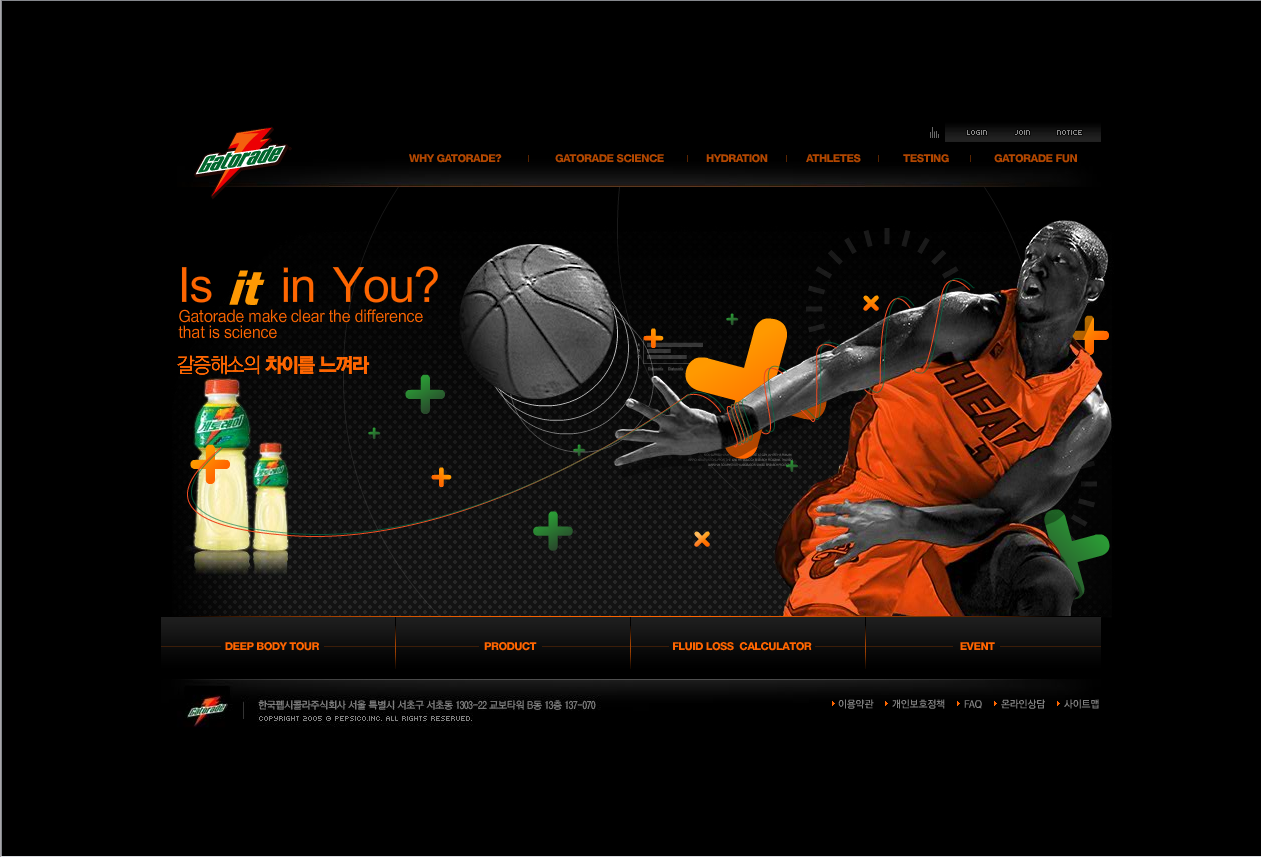 LOGIN JOIN NOTICE
Gatorade
WHY GATORADE? GATORADE SCIENCE HYDRATION ATHLETES TESTING GATORADE FUN
Is it in You?
Gatorade make clear the difference
that is science
갈증해소의 차이를 느껴라
HEAT
DEEP BODY TOUR PRODUCT FLUID LOSS CALCULATOR EVENT
Gatorade
한국펩시콜라주식회사 서울 특별시 서초구 서초동 1303-22 교보타워 B동 13층 137-070
COPYRIGHT 2005 @ PEPSICO.INC. ALL RIGHTS RESERVED.
이용약관 개인보호정책 FAQ 온라인상담 사이트맵